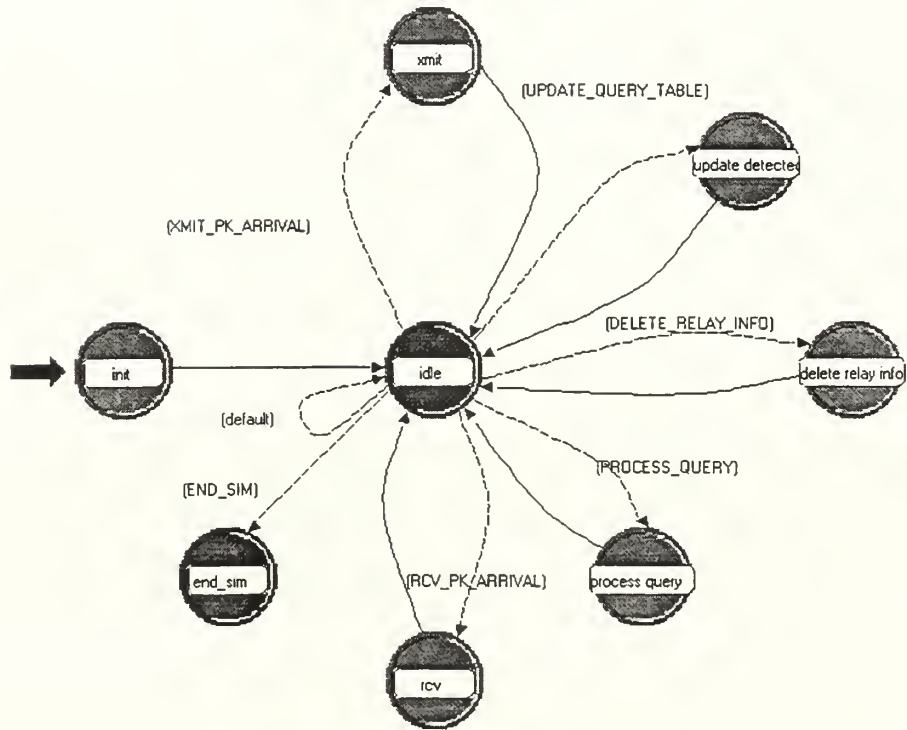 xmit
(UPDATE_QUERY_TABLE)
update detected
(XMIT_PK_ARRIVAL)
(DELETE_RELAY_INFO)
init
idle
delete relay info
(default)
(PROCESS_QUERY)
(END_SIM)
end_sim
(RCV_PK_ARRIVAL)
process query
rcv